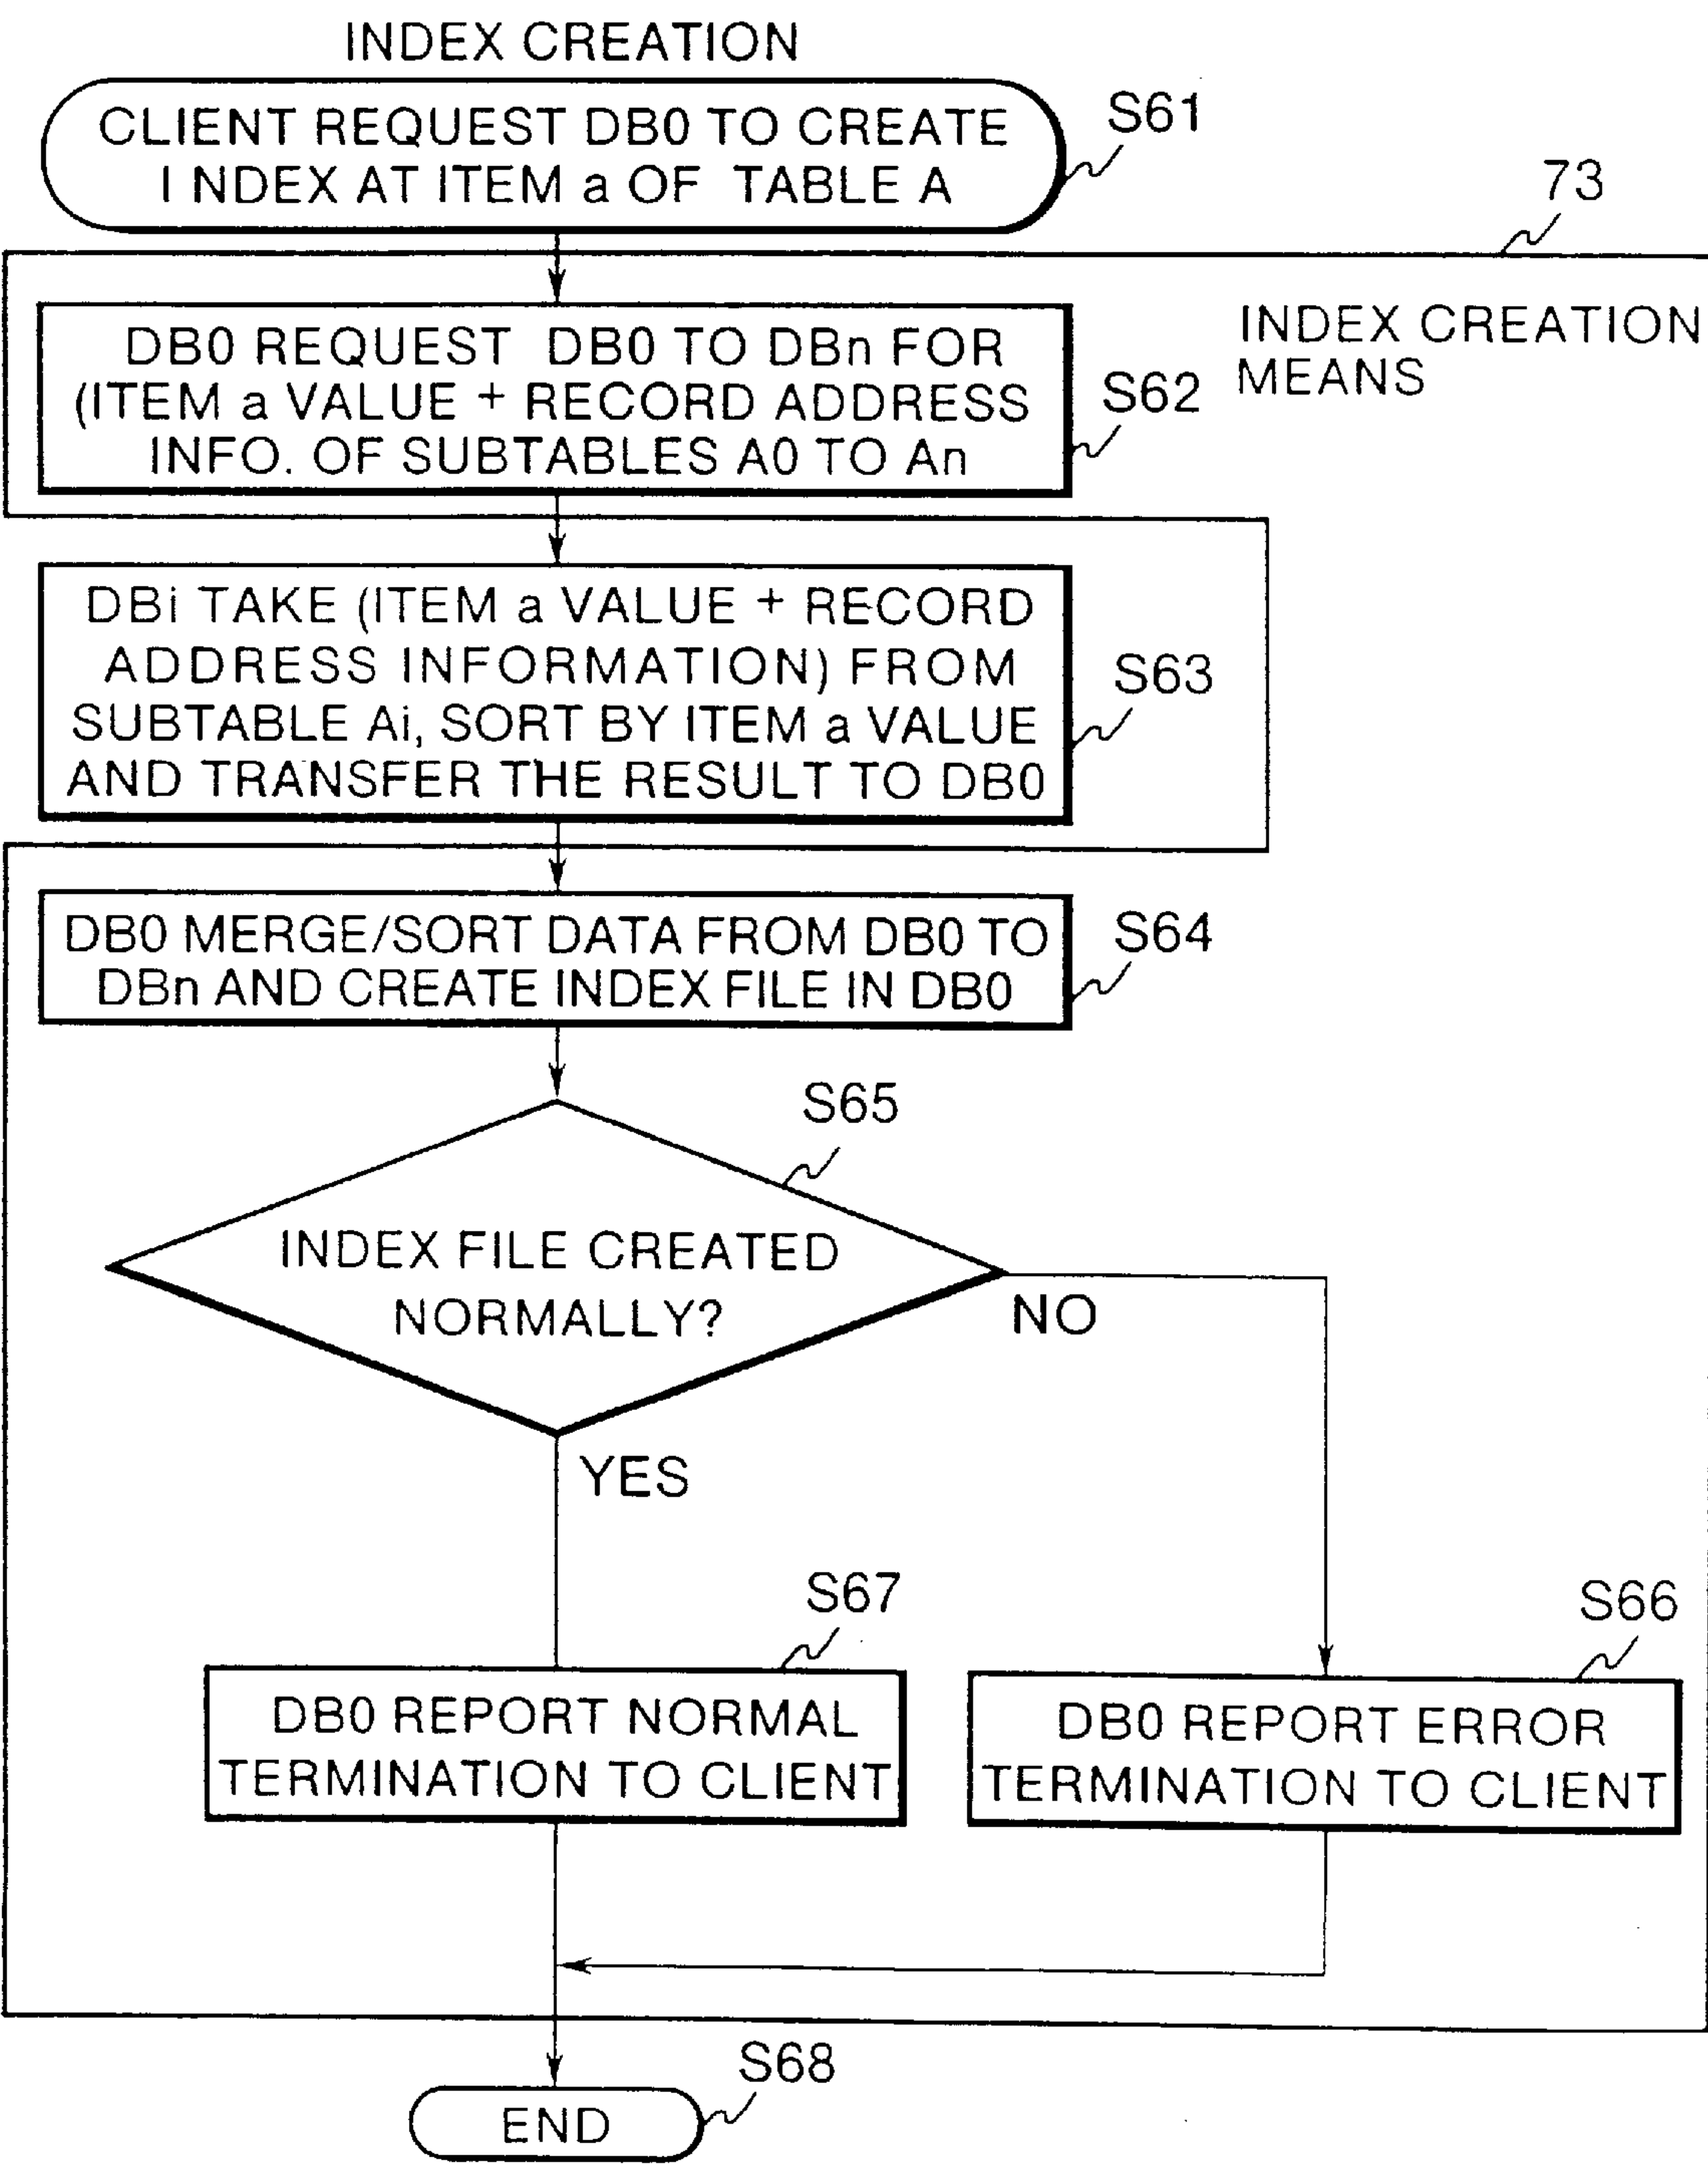 INDEX CREATION
CLIENT REQUEST DB0 TO CREATE
I NDEX AT ITEM a OF TABLE A
S61
73
INDEX CREATION
MEANS
DB0 REQUEST DB0 TO DBn FOR
(ITEM a VALUE + RECORD ADDRESS
INFO. OF SUBTABLES A0 TO An
S62
DBi TAKE (ITEM a VALUE + RECORD
ADDRESS INFORMATION) FROM
SUBTABLE Ai, SORT BY ITEM a VALUE
AND TRANSFER THE RESULT TO DB0
S63
DB0 MERGE/SORT DATA FROM DB0 TO
DBn AND CREATE INDEX FILE IN DB0
S64
S65
INDEX FILE CREATED
NORMALLY?
NO
YES
S67
DB0 REPORT NORMAL
TERMINATION TO CLIENT
S66
DB0 REPORT ERROR
TERMINATION TO CLIENT
S68
END